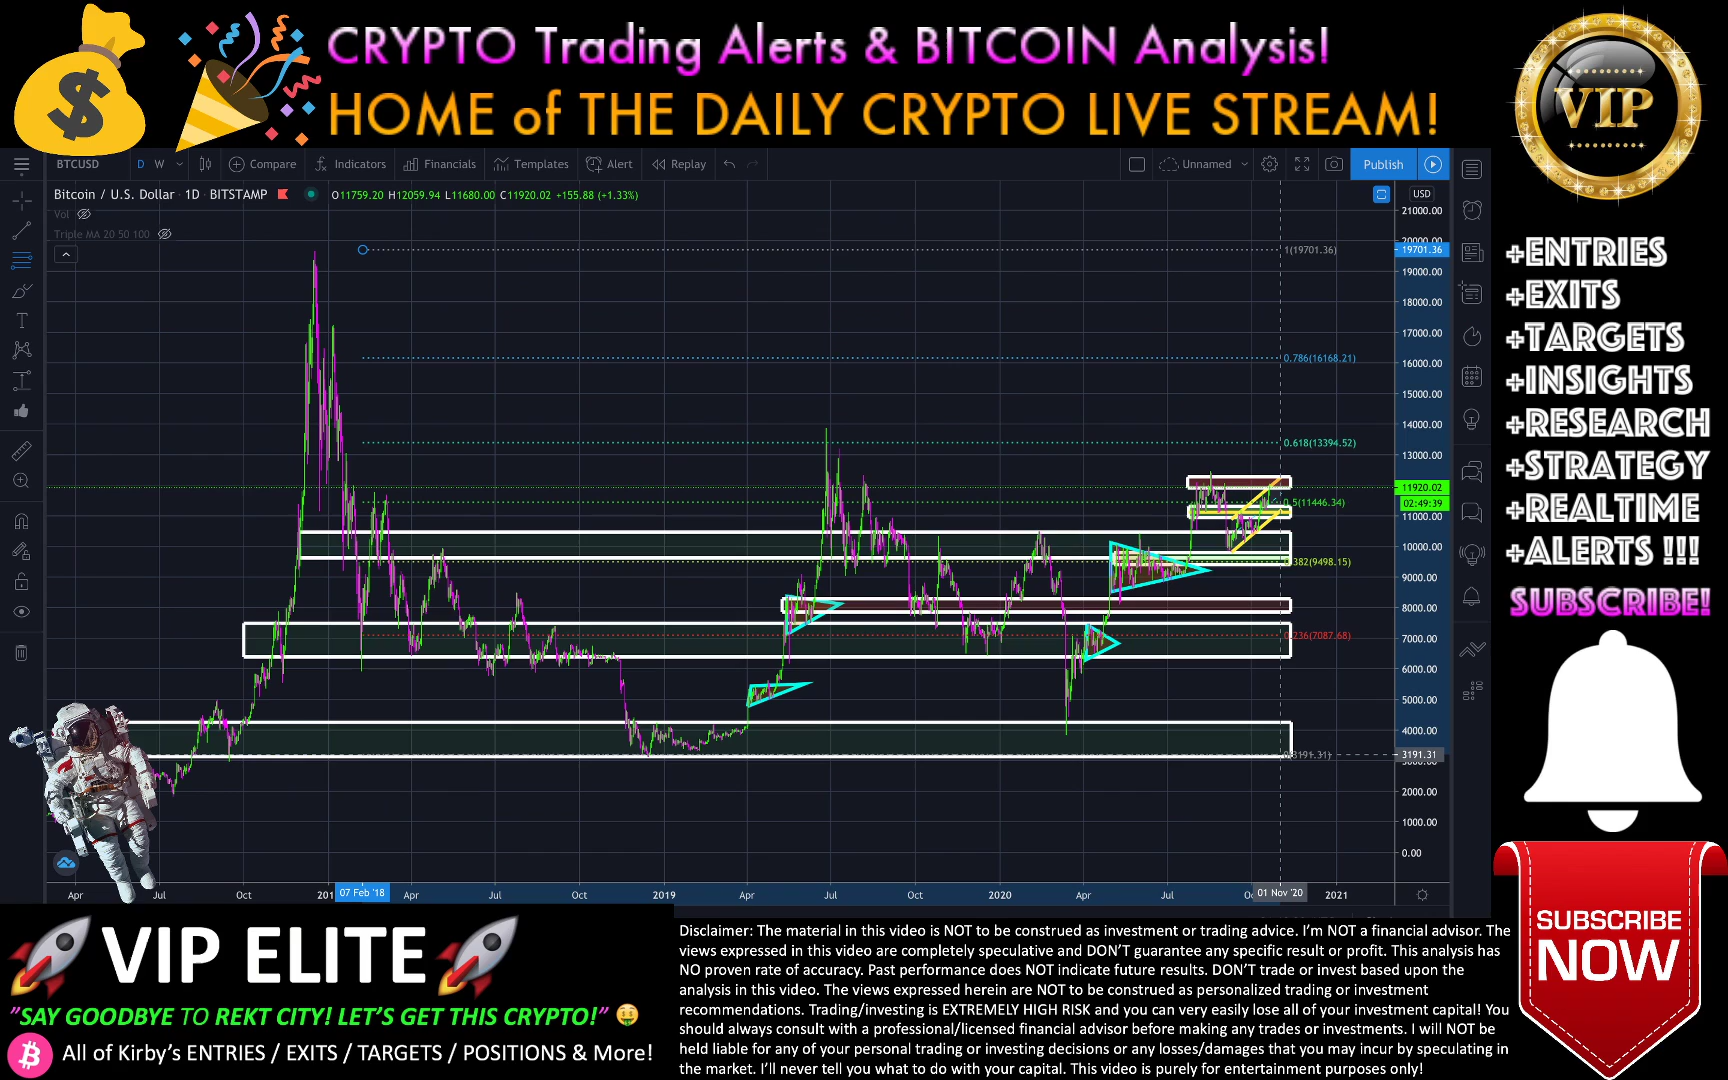 CRYPTO Trading Alerts & BITCOIN Analysis!
HOME of THE DAILY CRYPTO LIVE STREAM!
VIP
BTCUSD D W Compare Indicators Financials Templates Alert Replay Unnamed Publish
Bitcoin / U.S. Dollar · 1D · BITSTAMP O11759.20 H12059.94 L11680.00 C11920.02 +155.88 (+1.33%)
USD
Vol
Triple MA 20 50 100
21000.00
20000.00
19701.36
1(19701.36)
19000.00
18000.00
17000.00
0.786(16168.21)
16000.00
15000.00
14000.00
0.618(13394.52)
13000.00
11920.02
02:49:39
0.5(11446.34)
11000.00
10000.00
0.382(9498.15)
9000.00
8000.00
7000.00
0.236(7087.68)
6000.00
5000.00
4000.00
0(3191.31)
3191.31
2000.00
1000.00
0.00
Apr Jul Oct 201 07 Feb '18 Apr Jul Oct 2019 Apr Jul Oct 2020 Apr Jul 01 Nov '20 2021
+ENTRIES
+EXITS
+TARGETS
+INSIGHTS
+RESEARCH
+STRATEGY
+REALTIME
+ALERTS !!!
SUBSCRIBE!
SUBSCRIBE
NOW
VIP ELITE
"SAY GOODBYE TO REKT CITY! LET'S GET THIS CRYPTO!"
All of Kirby's ENTRIES / EXITS / TARGETS / POSITIONS & More!
Disclaimer: The material in this video is NOT to be construed as investment or trading advice. I'm NOT a financial advisor. The
views expressed in this video are completely speculative and DON'T guarantee any specific result or profit. This analysis has
NO proven rate of accuracy. Past performance does NOT indicate future results. DON'T trade or invest based upon the
analysis in this video. The views expressed herein are NOT to be construed as personalized trading or investment
recommendations. Trading/investing is EXTREMELY HIGH RISK and you can very easily lose all of your investment capital! You
should always consult with a professional/licensed financial advisor before making any trades or investments. I will NOT be
held liable for any of your personal trading or investing decisions or any losses/damages that you may incur by speculating in
the market. I'll never tell you what to do with your capital. This video is purely for entertainment purposes only!